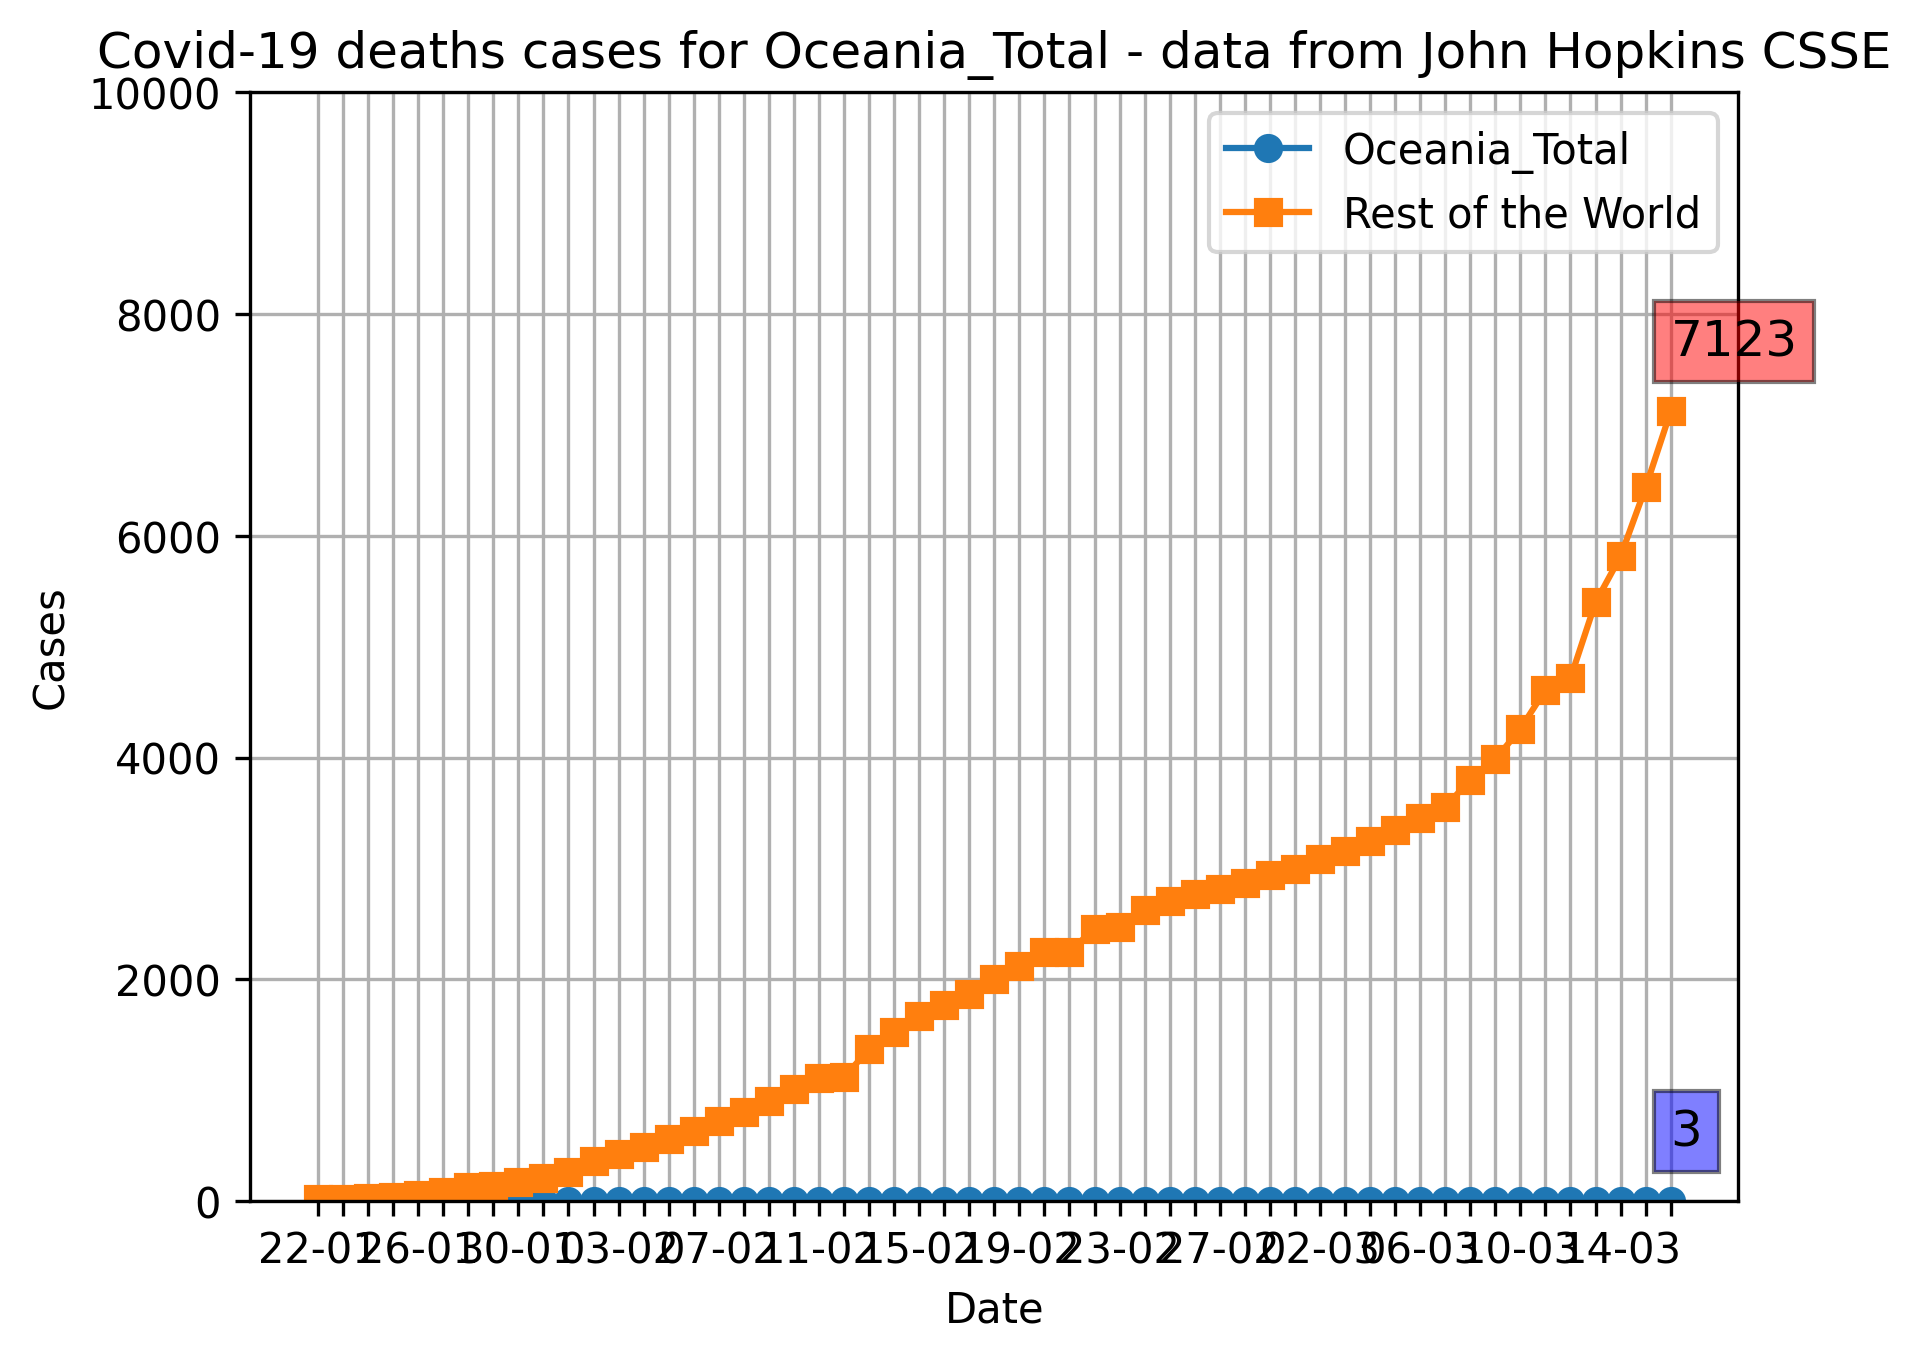 Covid-19 deaths cases for Oceania_Total - data from John Hopkins CSSE
10000
8000
6000
4000
2000
0
Cases
Oceania_Total
Rest of the World
7123
3
22-01 26-01 30-01 03-02 07-02 11-02 15-02 19-02 23-02 27-02 02-03 06-03 10-03 14-03
Date